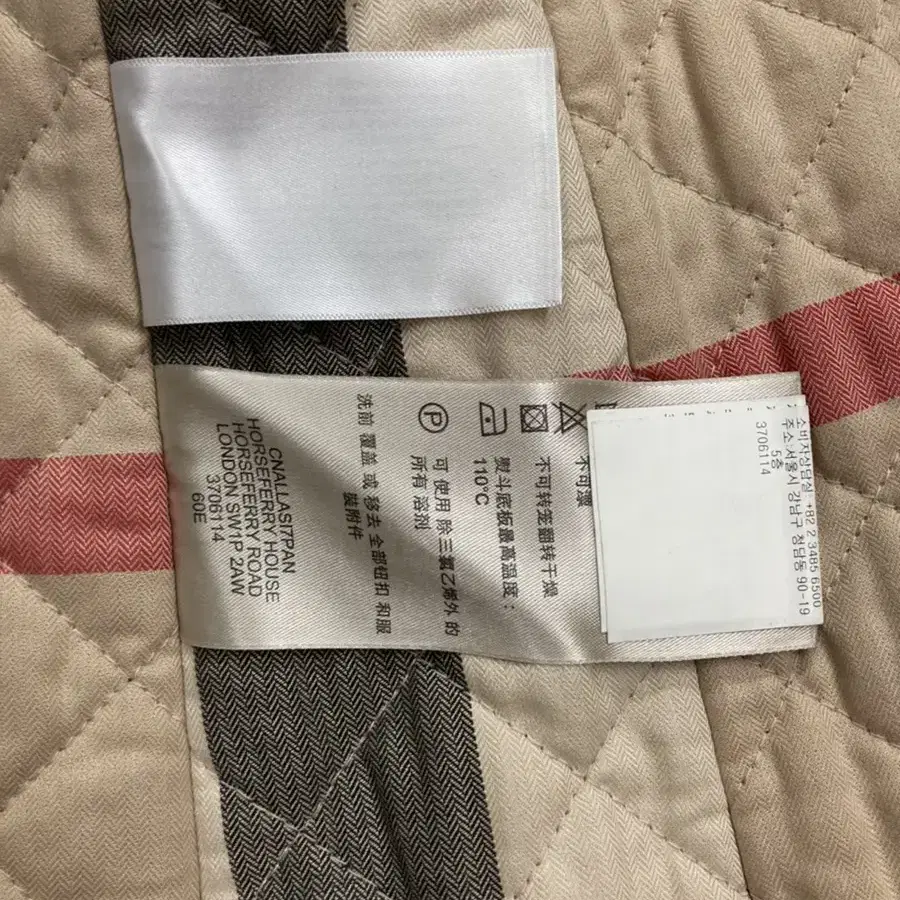 不可漂
不可转笼翻转干燥
熨斗底板最高温度：
110°C
可 使用 除三氯乙烯外 的
所有 溶剂
洗前 覆盖 或 移去 全部钮扣 和服
装附件
CNALLASI17PAN
HORSEFERRY HOUSE
HORSEFERRY ROAD
LONDON SW1P 2AW
3706114
60E
소비자상담실 +82 2 3485 6500
주소:서울시 강남구 청담동 90-19
5층
3706114